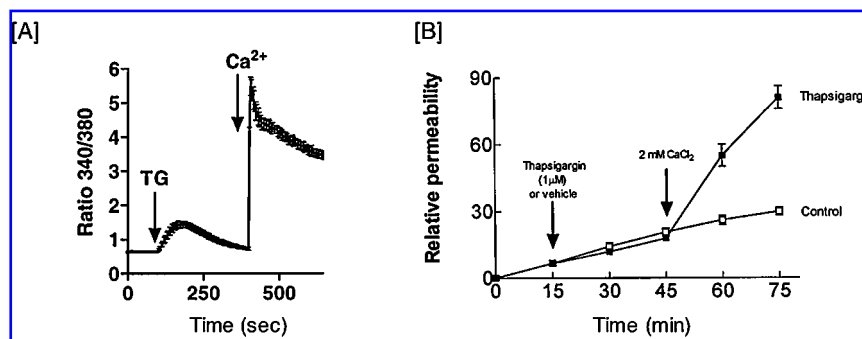 [A]
Ca2+
6
5
4
3
2
1
0
TG
Ratio 340/380
0 250 500
Time (sec)
[B]
90
60
30
0
Relative permeability
Thapsigargin
(1µM)
or vehicle
2 mM CaCl2
Thapsigargi
Control
0 15 30 45 60 75
Time (min)